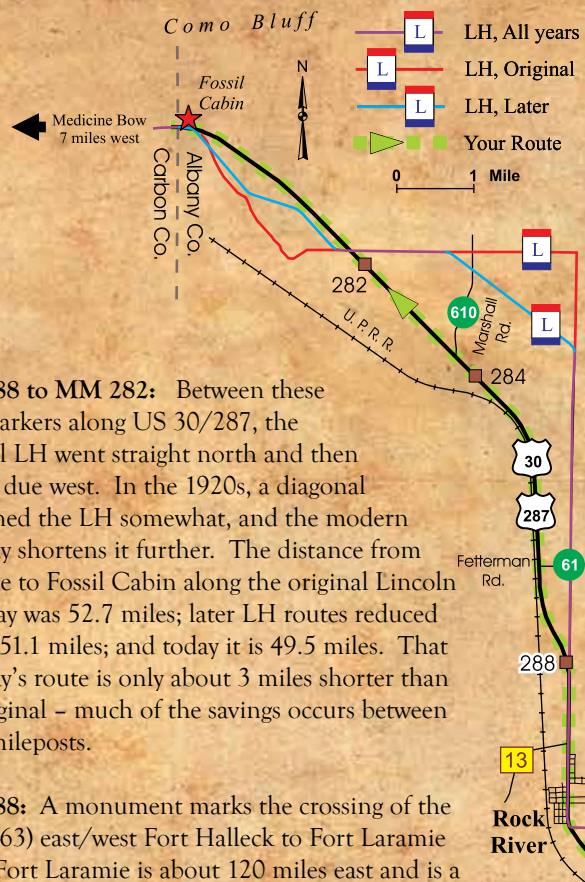 Como Bluff
L LH, All years
L LH, Original
L LH, Later
Your Route
0 1 Mile
N
Fossil
Cabin
Medicine Bow
7 miles west
Carbon Co.
Albany Co.
L
L
282
610
Marshall
Rd.
U.P.R.R.
284
30
287
Fetterman
Rd.
61
288
13
Rock
River
88 to MM 282: Between these
arkers along US 30/287, the
l LH went straight north and then
due west. In the 1920s, a diagonal
ned the LH somewhat, and the modern
y shortens it further. The distance from
e to Fossil Cabin along the original Lincoln
ay was 52.7 miles; later LH routes reduced
51.1 miles; and today it is 49.5 miles. That
y's route is only about 3 miles shorter than
ginal – much of the savings occurs between
mileposts.
88: A monument marks the crossing of the
63) east/west Fort Halleck to Fort Laramie
Fort Laramie is about 120 miles east and is a